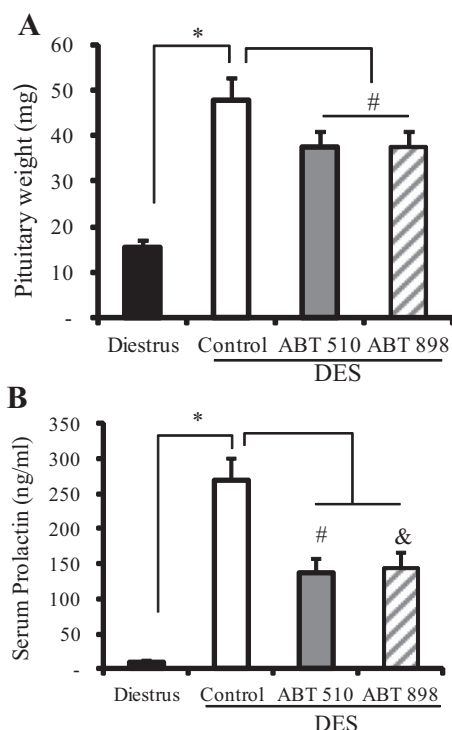 A
*
#
Pituitary weight (mg)
60
50
40
30
20
10
-
Diestrus Control ABT 510 ABT 898
DES
B
*
# &
Serum Prolactin (ng/ml)
350
300
250
200
150
100
50
-
Diestrus Control ABT 510 ABT 898
DES